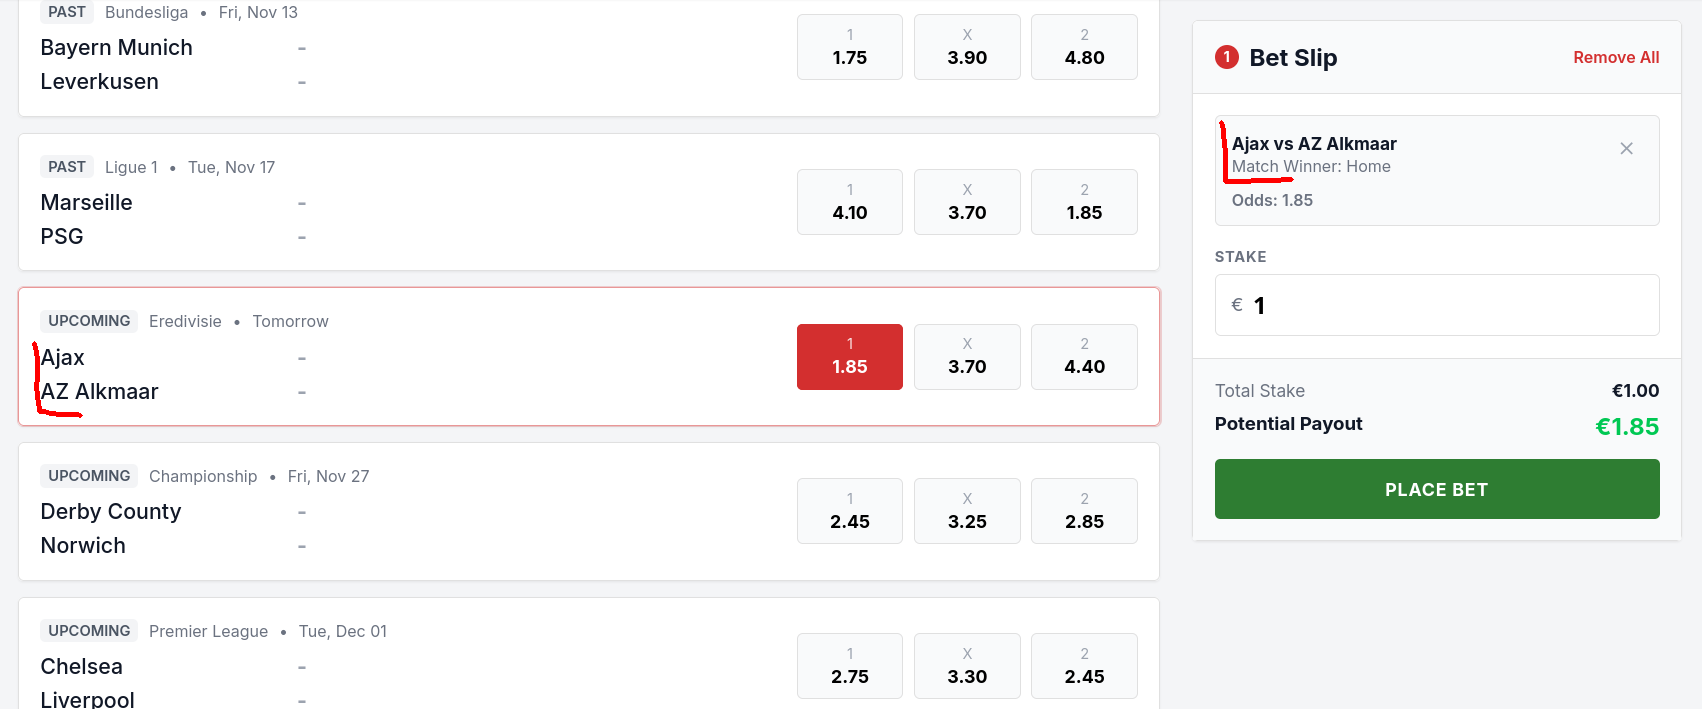 PAST Bundesliga • Fri, Nov 13
Bayern Munich -
Leverkusen -
1 X 2
1.75 3.90 4.80
PAST Ligue 1 • Tue, Nov 17
Marseille -
PSG -
1 X 2
4.10 3.70 1.85
UPCOMING Eredivisie • Tomorrow
Ajax -
AZ Alkmaar -
1 X 2
1.85 3.70 4.40
UPCOMING Championship • Fri, Nov 27
Derby County -
Norwich -
1 X 2
2.45 3.25 2.85
UPCOMING Premier League • Tue, Dec 01
Chelsea -
Liverpool -
1 X 2
2.75 3.30 2.45
1 Bet Slip Remove All
Ajax vs AZ Alkmaar ×
Match Winner: Home
Odds: 1.85
STAKE
€ 1
Total Stake €1.00
Potential Payout €1.85
PLACE BET